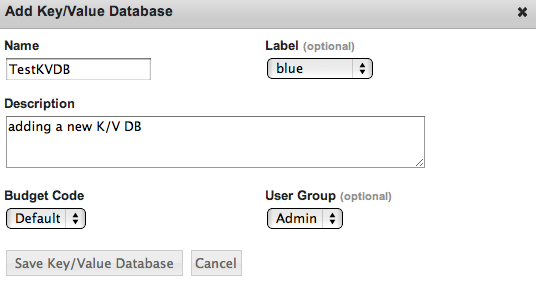 Add Key/Value Database ✖
Name Label (optional)
TestKVDB blue
Description
adding a new K/V DB
Budget Code User Group (optional)
Default Admin
Save Key/Value Database Cancel